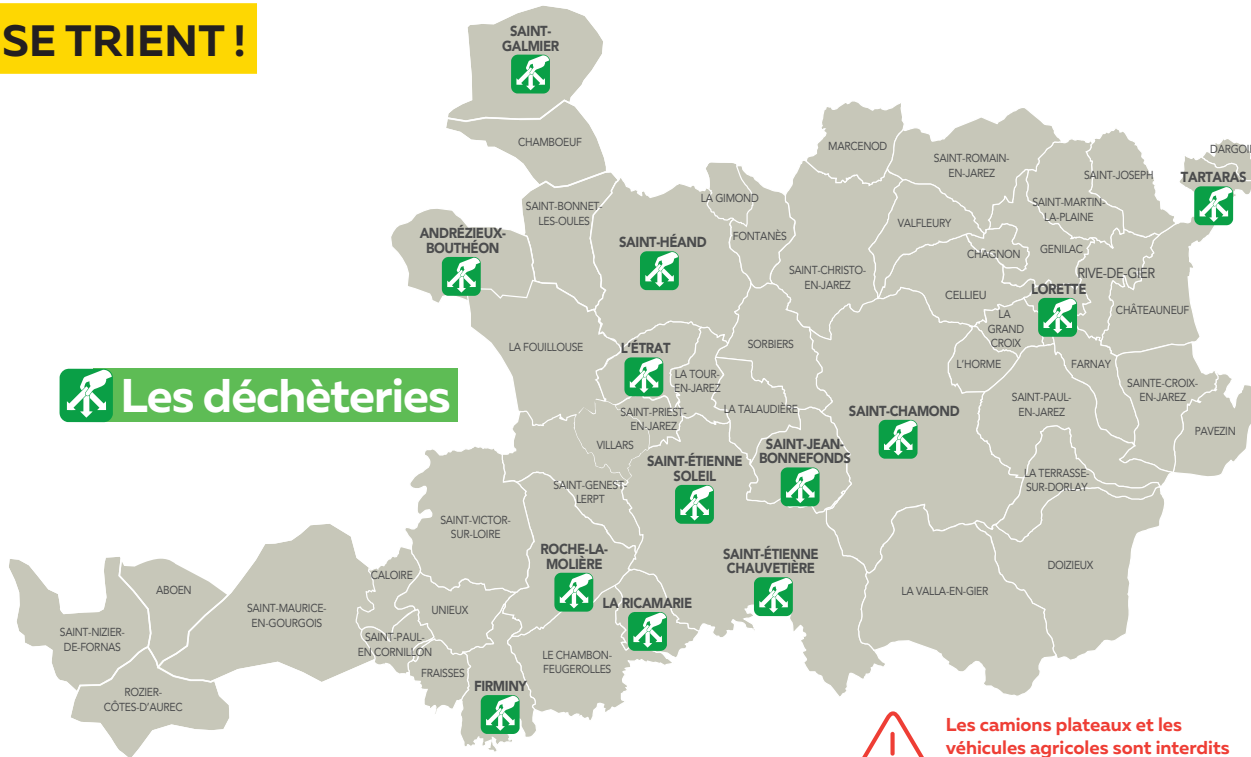 SE TRIENT !
SAINT-
GALMIER
CHAMBOEUF
MARCENOD
SAINT-ROMAIN-
EN-JAREZ
SAINT-JOSEPH
TARTARAS
LA GIMOND
SAINT-BONNET-
LES-OULES
SAINT-MARTIN-
LA-PLAINE
ANDRÉZIEUX-
BOUTHÉON
SAINT-HÉAND
FONTANÈS
VALFLEURY
CHAGNON
GENILAC
SAINT-CHRISTO-
EN-JAREZ
RIVE-DE-GIER
CELLIEU
LORETTE
CHÂTEAUNEUF
LA
GRAND
CROIX
LA FOUILLOUSE
L'ÉTRAT
SORBIERS
L'HORME
FARNAY
LA TOUR-
EN-JAREZ
SAINTE-CROIX-
EN-JAREZ
Les déchèteries
SAINT-PRIEST-
EN-JAREZ
LA TALAUDIÈRE
SAINT-CHAMOND
SAINT-PAUL-
EN-JAREZ
PAVEZIN
VILLARS
SAINT-JEAN-
BONNEFONDS
SAINT-ÉTIENNE
SOLEIL
LA TERRASSE-
SUR-DORLAY
SAINT-GENEST-
LERPT
SAINT-VICTOR-
SUR-LOIRE
ROCHE-LA-
MOLIÈRE
SAINT-ÉTIENNE
CHAUVETIÈRE
DOIZIEUX
CALOIRE
ABOEN
LA VALLA-EN-GIER
SAINT-MAURICE-
EN-GOURGOIS
UNIEUX
LA RICAMARIE
SAINT-NIZIER-
DE-FORNAS
SAINT-PAUL-
EN CORNILLON
LE CHAMBON-
FEUGEROLLES
FRAISSES
FIRMINY
ROZIER-
CÔTES-D'AUREC
Les camions plateaux et les
véhicules agricoles sont interdits